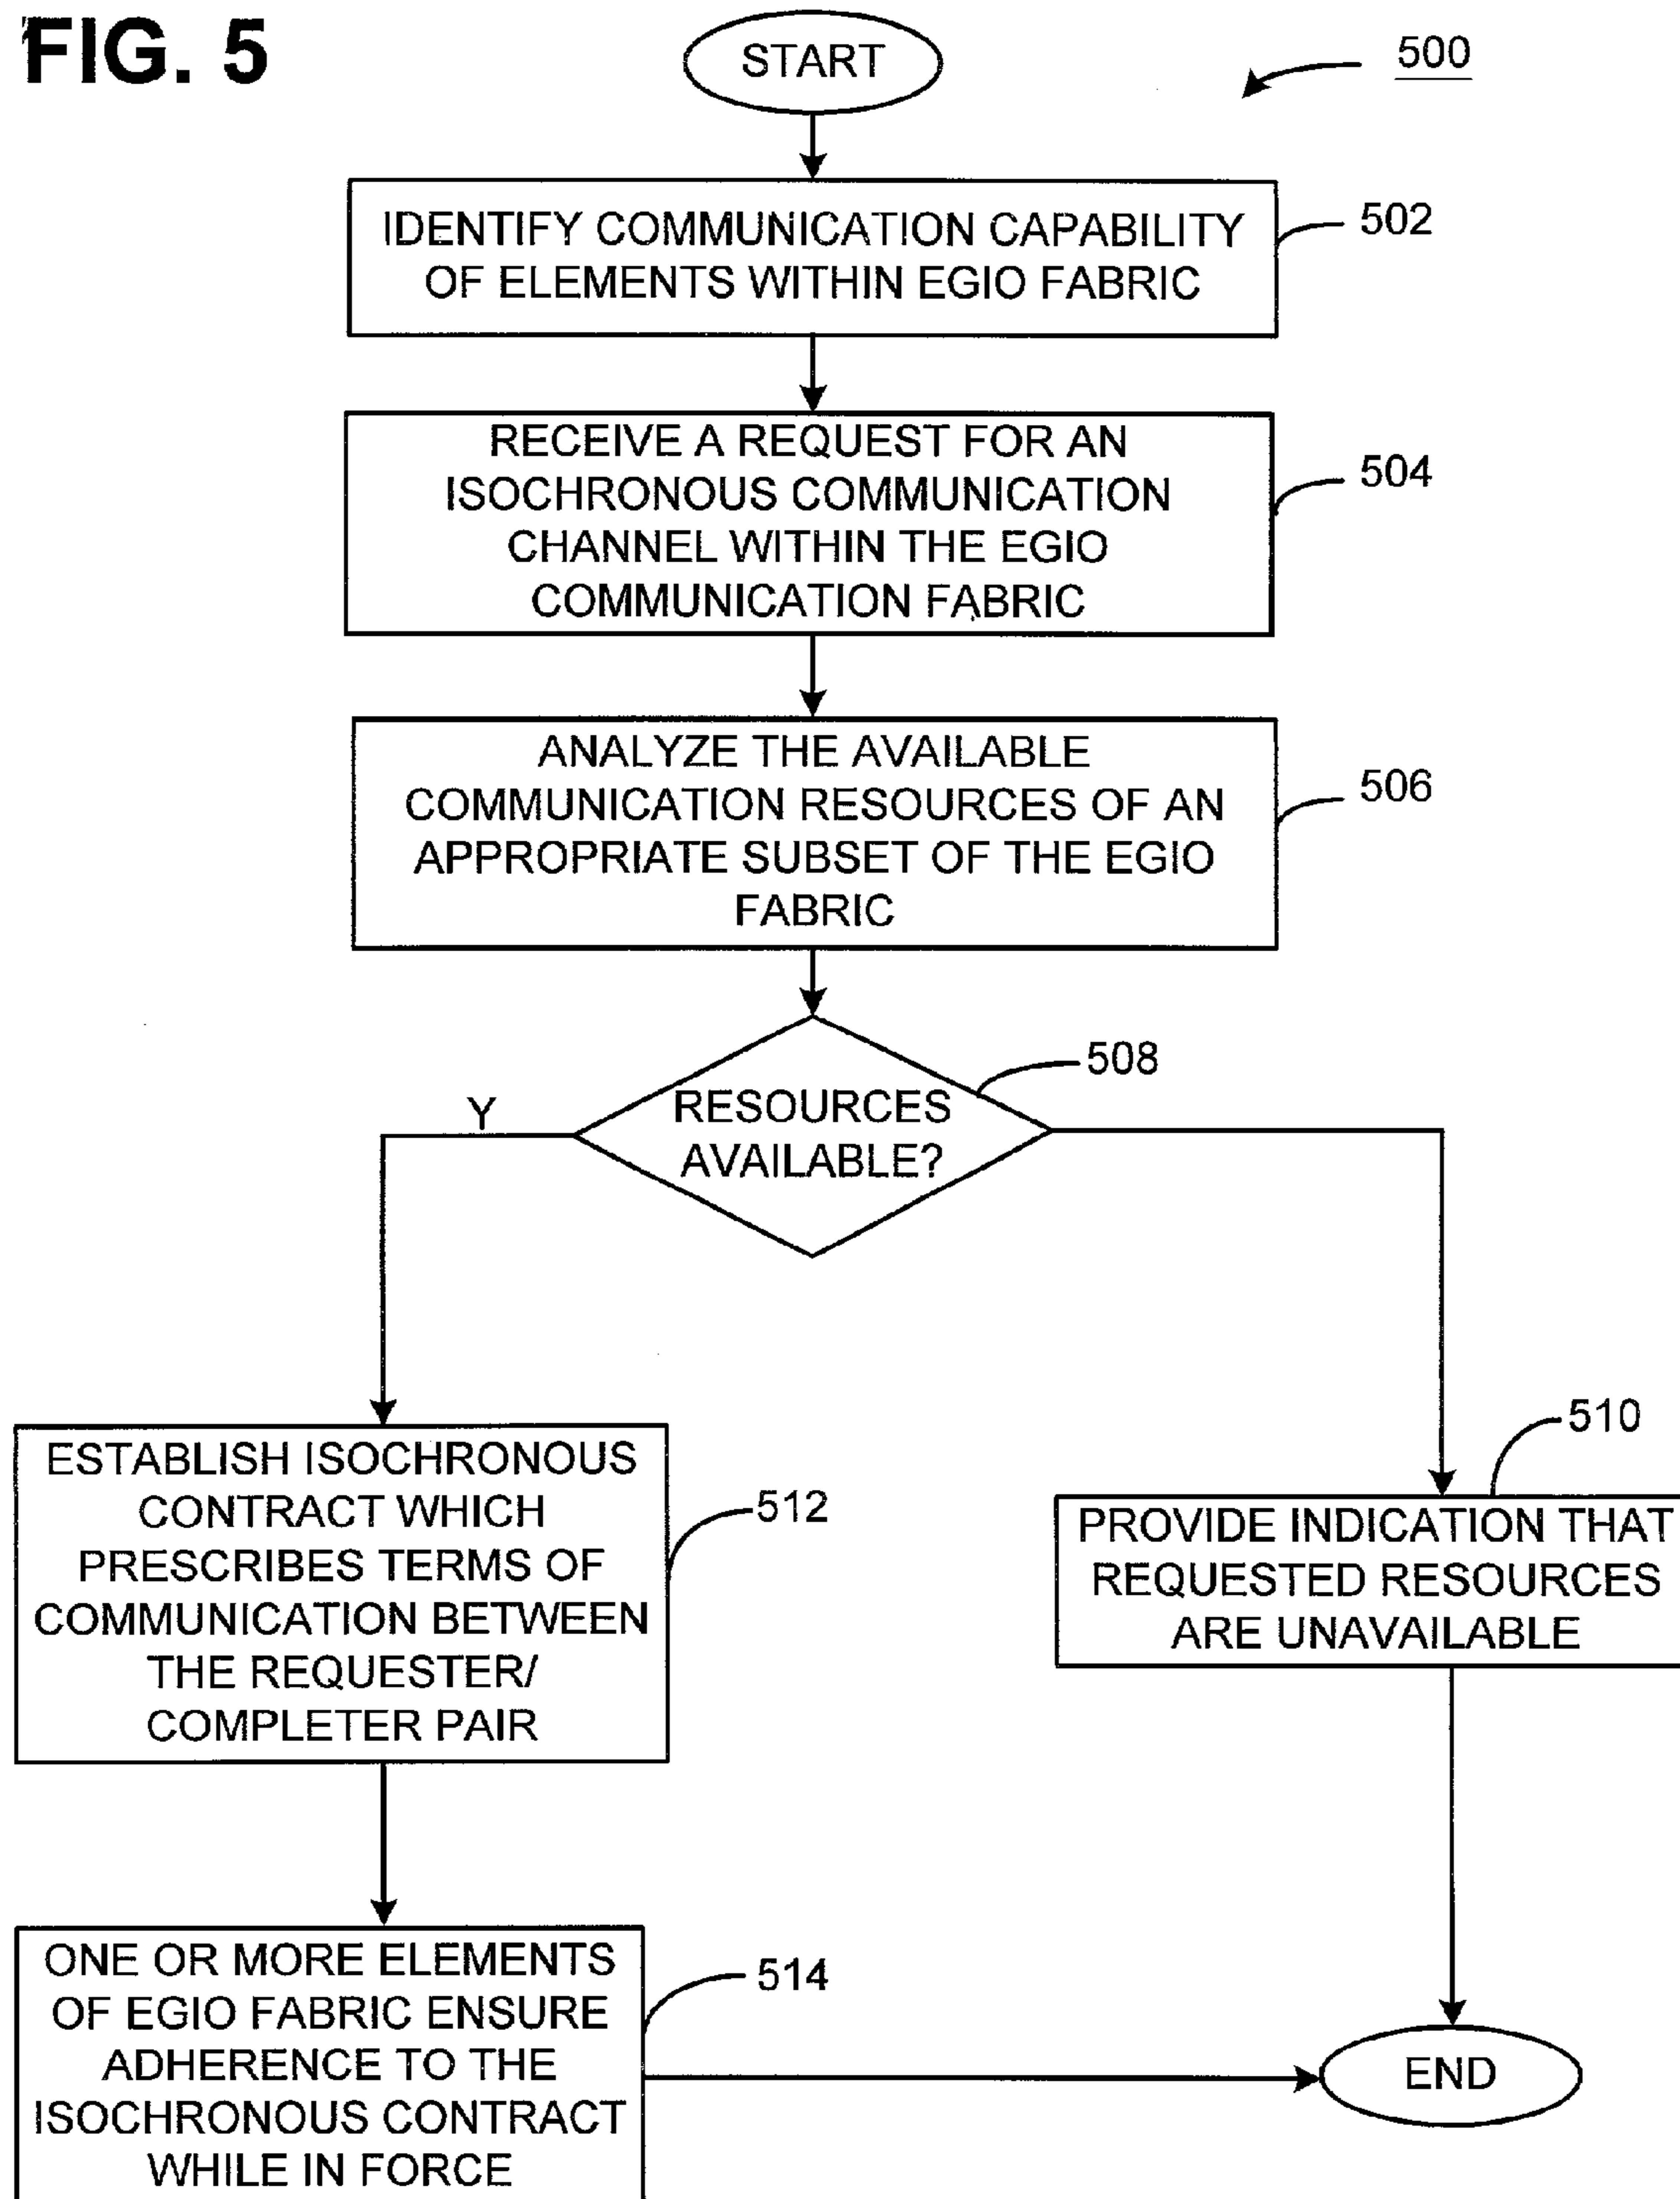 FIG. 5
START
500
IDENTIFY COMMUNICATION CAPABILITY
OF ELEMENTS WITHIN EGIO FABRIC
502
RECEIVE A REQUEST FOR AN
ISOCHRONOUS COMMUNICATION
CHANNEL WITHIN THE EGIO
COMMUNICATION FABRIC
504
ANALYZE THE AVAILABLE
COMMUNICATION RESOURCES OF AN
APPROPRIATE SUBSET OF THE EGIO
FABRIC
506
RESOURCES
AVAILABLE?
508
Y
ESTABLISH ISOCHRONOUS
CONTRACT WHICH
PRESCRIBES TERMS OF
COMMUNICATION BETWEEN
THE REQUESTER/
COMPLETER PAIR
512
510
PROVIDE INDICATION THAT
REQUESTED RESOURCES
ARE UNAVAILABLE
ONE OR MORE ELEMENTS
OF EGIO FABRIC ENSURE
ADHERENCE TO THE
ISOCHRONOUS CONTRACT
WHILE IN FORCE
514
END